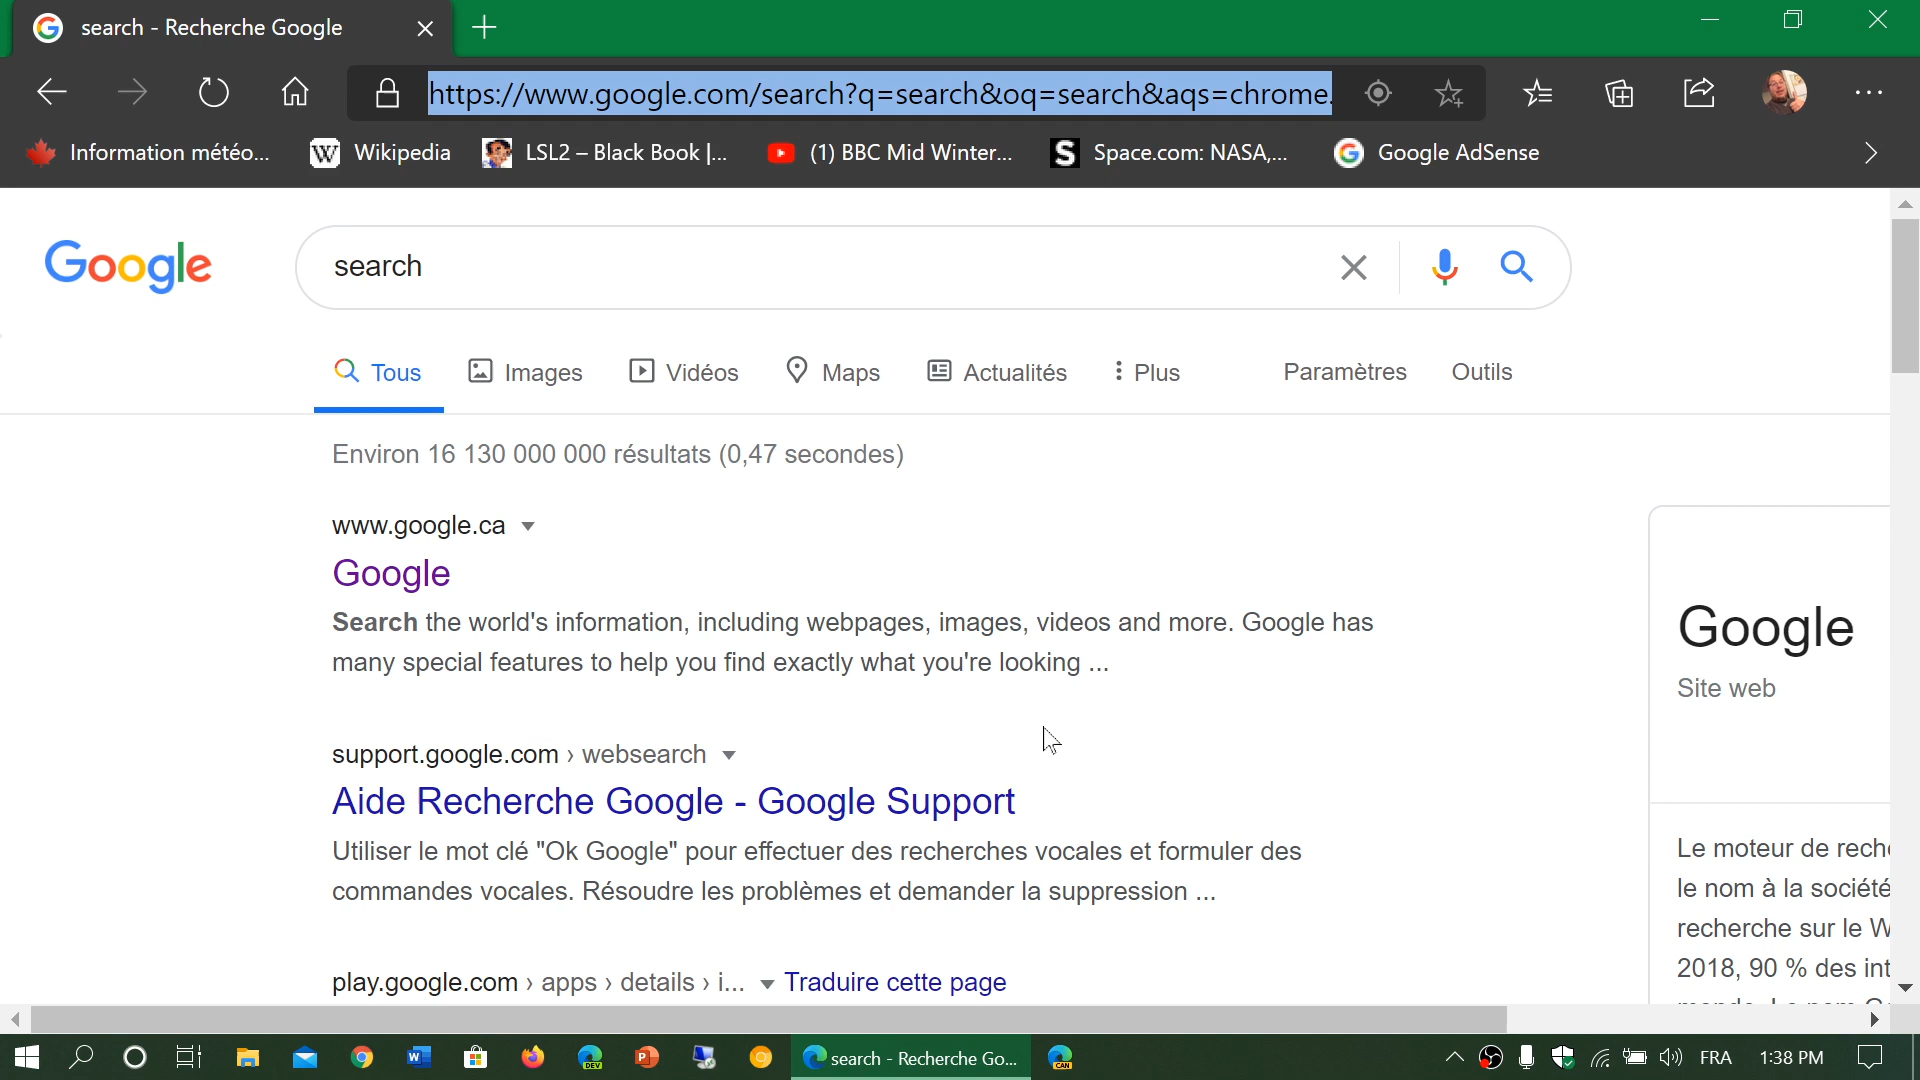 search - Recherche Google
https://www.google.com/search?q=search&oq=search&aqs=chrome.
Information météo...
Wikipedia
LSL2 – Black Book |...
(1) BBC Mid Winter...
Space.com: NASA,...
Google AdSense
Google
search
Tous
Images
Vidéos
Maps
Actualités
Plus
Paramètres
Outils
Environ 16 130 000 000 résultats (0,47 secondes)
www.google.ca
Google
Search the world's information, including webpages, images, videos and more. Google has
many special features to help you find exactly what you're looking ...
support.google.com › websearch
Aide Recherche Google - Google Support
Utiliser le mot clé "Ok Google" pour effectuer des recherches vocales et formuler des
commandes vocales. Résoudre les problèmes et demander la suppression ...
play.google.com › apps › details › i... Traduire cette page
Google
Site web
Le moteur de reche
le nom à la société
recherche sur le W
2018, 90 % des int
DEV
search - Recherche Go...
CAN
FRA
1:38 PM